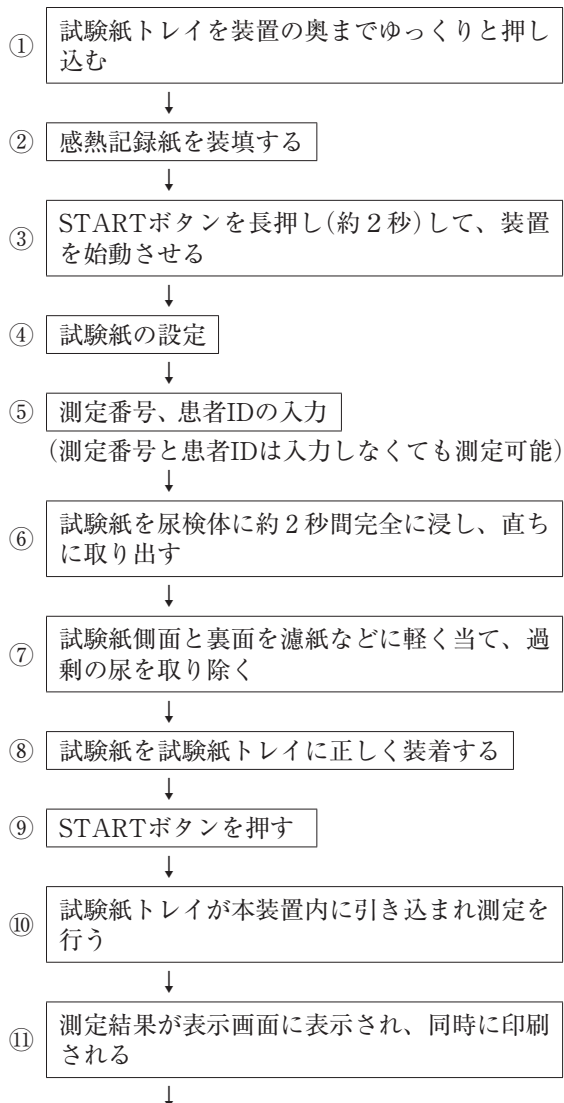 ① 試験紙トレイを装置の奥までゆっくりと押し
込む
↓
② 感熱記録紙を装填する
↓
③ STARTボタンを長押し(約2秒)して、装置
を始動させる
↓
④ 試験紙の設定
↓
⑤ 測定番号、患者IDの入力
(測定番号と患者IDは入力しなくても測定可能)
↓
⑥ 試験紙を尿検体に約2秒間完全に浸し、直ち
に取り出す
↓
⑦ 試験紙側面と裏面を濾紙などに軽く当て、過
剰の尿を取り除く
↓
⑧ 試験紙を試験紙トレイに正しく装着する
↓
⑨ STARTボタンを押す
↓
⑩ 試験紙トレイが本装置内に引き込まれ測定を
行う
↓
⑪ 測定結果が表示画面に表示され、同時に印刷
される
↓